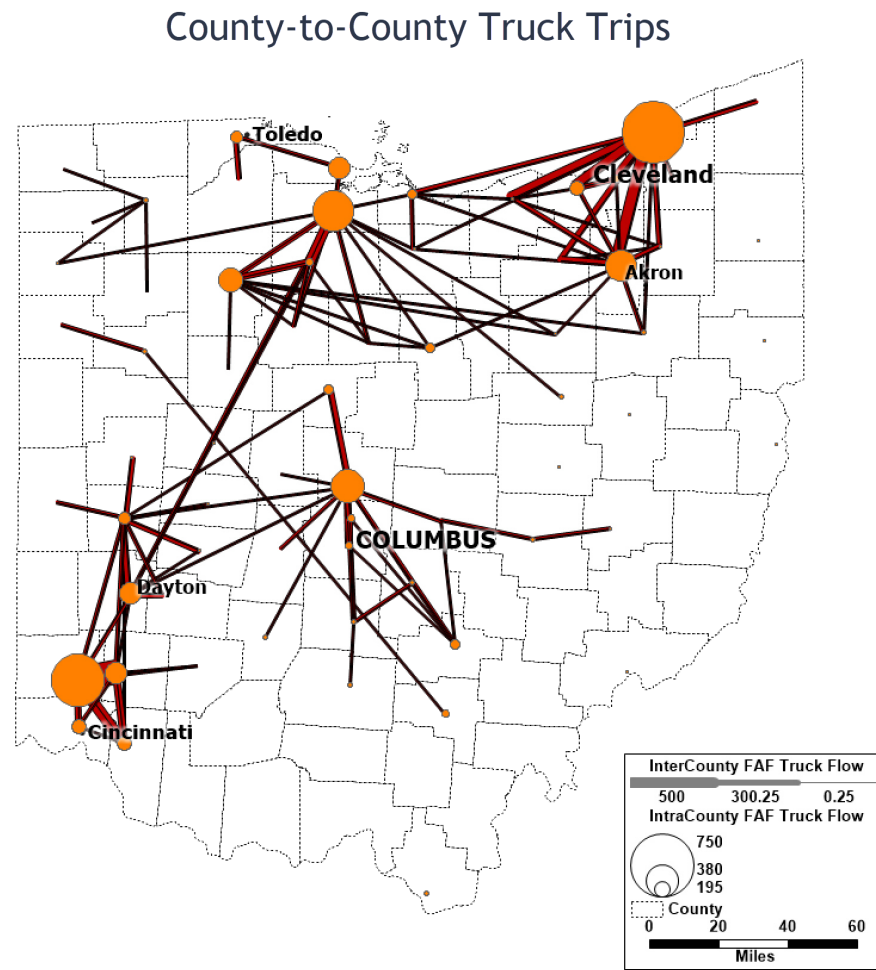 County-to-County Truck Trips
Toledo
Cleveland
Akron
COLUMBUS
Dayton
Cincinnati
InterCounty FAF Truck Flow
500 300.25 0.25
IntraCounty FAF Truck Flow
750
380
195
County
0 20 40 60
Miles